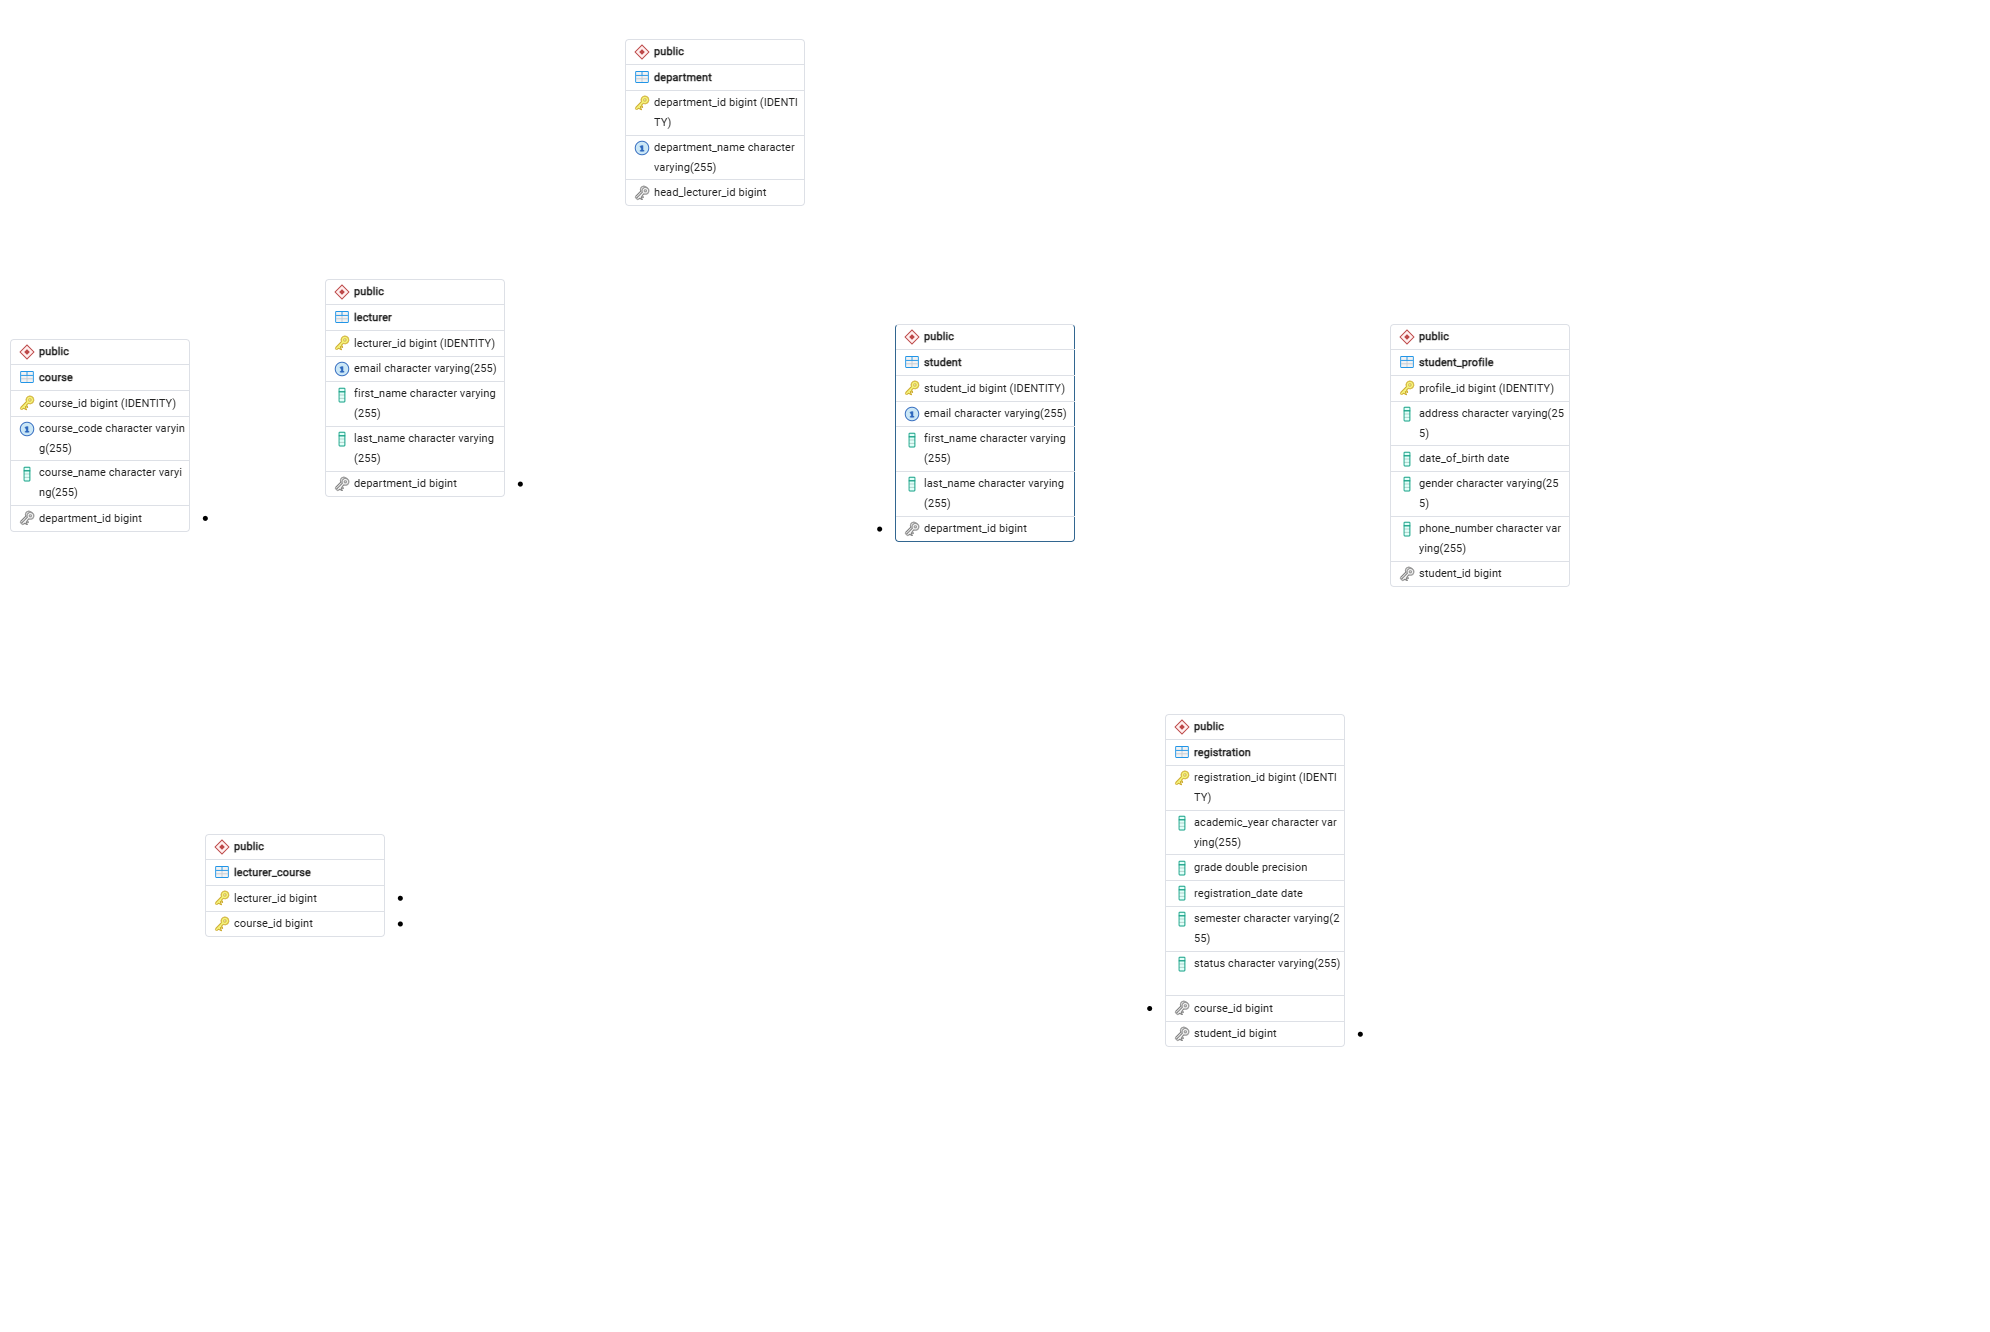 public
department
department_id bigint (IDENTI
TY)
department_name character
varying(255)
head_lecturer_id bigint
public
lecturer
lecturer_id bigint (IDENTITY)
email character varying(255)
first_name character varying
(255)
last_name character varying
(255)
department_id bigint
public
course
course_id bigint (IDENTITY)
course_code character varyin
g(255)
course_name character varyi
ng(255)
department_id bigint
public
student
student_id bigint (IDENTITY)
email character varying(255)
first_name character varying
(255)
last_name character varying
(255)
department_id bigint
public
student_profile
profile_id bigint (IDENTITY)
address character varying(25
5)
date_of_birth date
gender character varying(25
5)
phone_number character var
ying(255)
student_id bigint
public
registration
registration_id bigint (IDENTI
TY)
academic_year character var
ying(255)
grade double precision
registration_date date
semester character varying(2
55)
status character varying(255)
course_id bigint
student_id bigint
public
lecturer_course
lecturer_id bigint
course_id bigint